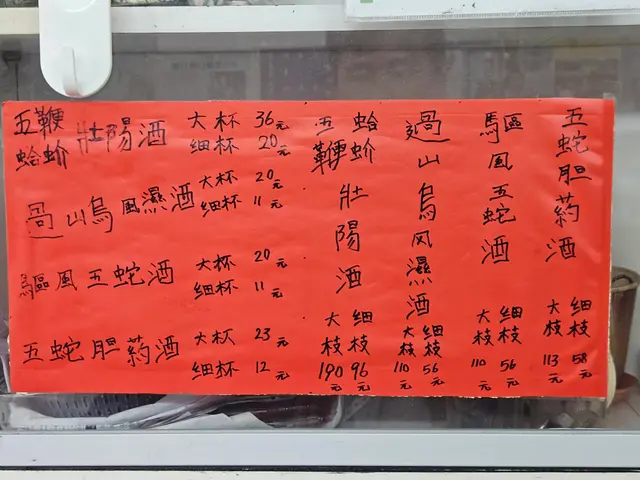 五鞭蛤蚧壯陽酒 大杯 36元
细杯 20元
過山烏風濕酒 大杯 20元
细杯 11元
驅風五蛇酒 大杯 20元
细杯 11元
五蛇胆药酒 大杯 23元
细杯 12元
五鞭蛤蚧壯陽酒
大枝 190元
细枝 96元
過山烏风濕酒
大枝 110元
细枝 56元
驅風五蛇酒
大枝 110元
细枝 56元
五蛇胆药酒
大枝 113元
细枝 58元